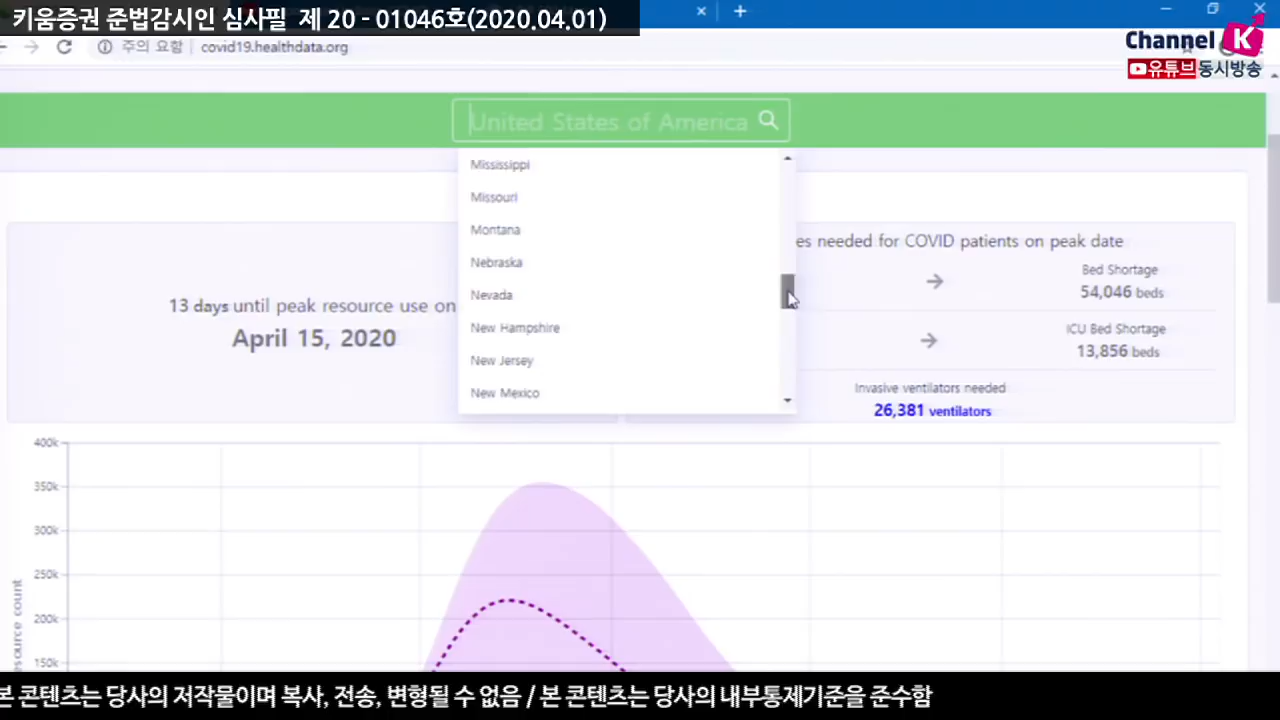 키움증권 준법감시인 심사필 제 20 - 01046호(2020.04.01)
주의 요함
covid19.healthdata.org
Channel K
유튜브동시방송
United States of America
Mississippi
Missouri
Montana
Nebraska
Nevada
New Hampshire
New Jersey
New Mexico
13 days until peak resource use on
April 15, 2020
needed for COVID patients on peak date
Bed Shortage
54,046 beds
ICU Bed Shortage
13,856 beds
Invasive ventilators needed
26,381 ventilators
400k
350k
300k
250k
200k
150k
count
본 콘텐츠는 당사의 저작물이며 복사, 전송, 변형될 수 없음 / 본 콘텐츠는 당사의 내부통제기준을 준수함